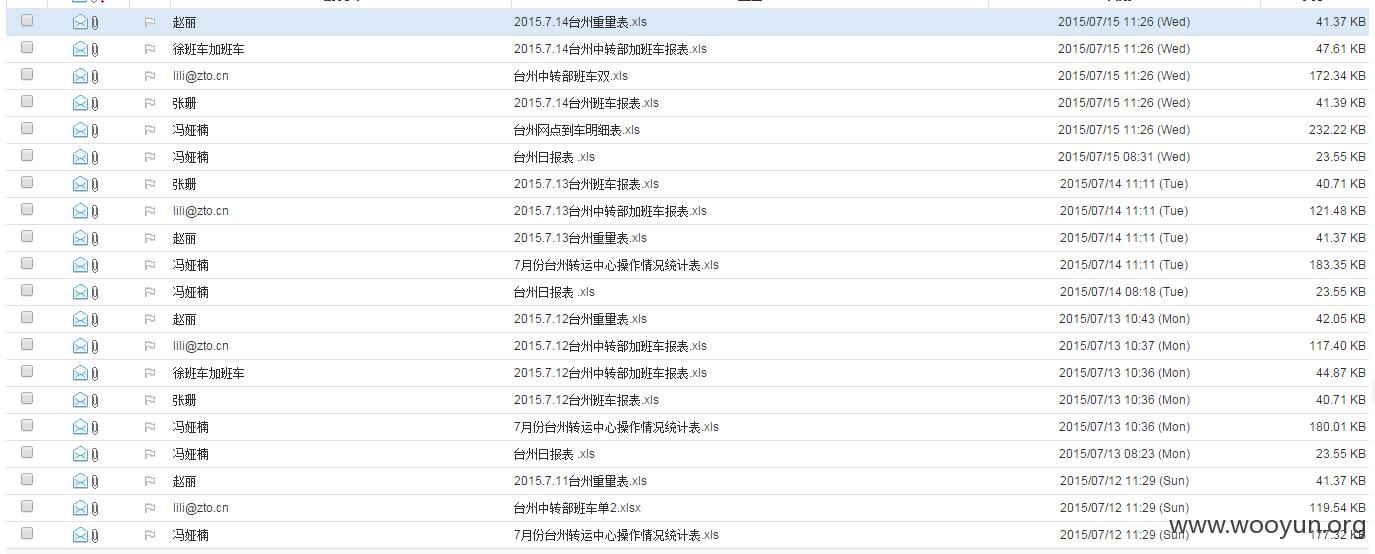 赵丽 2015.7.14台州重量表.xls 2015/07/15 11:26 (Wed) 41.37 KB
徐班车加班车 2015.7.14台州中转部加班车报表.xls 2015/07/15 11:26 (Wed) 47.61 KB
lili@zto.cn 台州中转部班车双.xls 2015/07/15 11:26 (Wed) 172.34 KB
张珊 2015.7.14台州班车报表.xls 2015/07/15 11:26 (Wed) 41.39 KB
冯娅楠 台州网点到车明细表.xls 2015/07/15 11:26 (Wed) 232.22 KB
冯娅楠 台州日报表 .xls 2015/07/15 08:31 (Wed) 23.55 KB
张珊 2015.7.13台州班车报表.xls 2015/07/14 11:11 (Tue) 40.71 KB
lili@zto.cn 2015.7.13台州中转部加班车报表.xls 2015/07/14 11:11 (Tue) 121.48 KB
赵丽 2015.7.13台州重量表.xls 2015/07/14 11:11 (Tue) 41.37 KB
冯娅楠 7月份台州转运中心操作情况统计表.xls 2015/07/14 11:11 (Tue) 183.35 KB
冯娅楠 台州日报表 .xls 2015/07/14 08:18 (Tue) 23.55 KB
赵丽 2015.7.12台州重量表.xls 2015/07/13 10:43 (Mon) 42.05 KB
lili@zto.cn 2015.7.12台州中转部加班车报表.xls 2015/07/13 10:37 (Mon) 117.40 KB
徐班车加班车 2015.7.12台州中转部加班车报表.xls 2015/07/13 10:36 (Mon) 44.87 KB
张珊 2015.7.12台州班车报表.xls 2015/07/13 10:36 (Mon) 40.71 KB
冯娅楠 7月份台州转运中心操作情况统计表.xls 2015/07/13 10:36 (Mon) 180.01 KB
冯娅楠 台州日报表 .xls 2015/07/13 08:23 (Mon) 23.55 KB
赵丽 2015.7.11台州重量表.xls 2015/07/12 11:29 (Sun) 41.37 KB
lili@zto.cn 台州中转部班车单2.xlsx 2015/07/12 11:29 (Sun) 119.54 KB
冯娅楠 7月份台州转运中心操作情况统计表.xls 2015/07/12 11:29 (Sun) 177.32 KB
www.wooyun.org